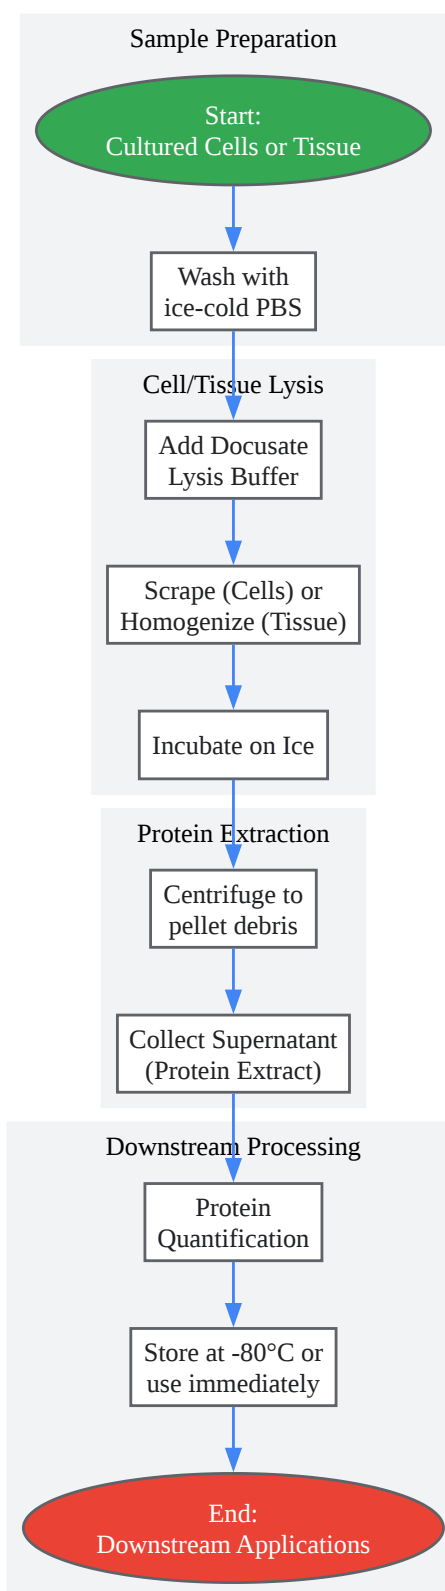 Sample Preparation
Start:
Cultured Cells or Tissue
Wash with
ice-cold PBS
Cell/Tissue Lysis
Add Docusate
Lysis Buffer
Scrape (Cells) or
Homogenize (Tissue)
Incubate on Ice
Protein Extraction
Centrifuge to
pellet debris
Collect Supernatant
(Protein Extract)
Downstream Processing
Protein
Quantification
Store at -80°C or
use immediately
End:
Downstream Applications